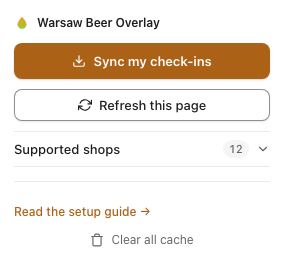 Warsaw Beer Overlay
Sync my check-ins
Refresh this page
Supported shops 12
Read the setup guide →
Clear all cache